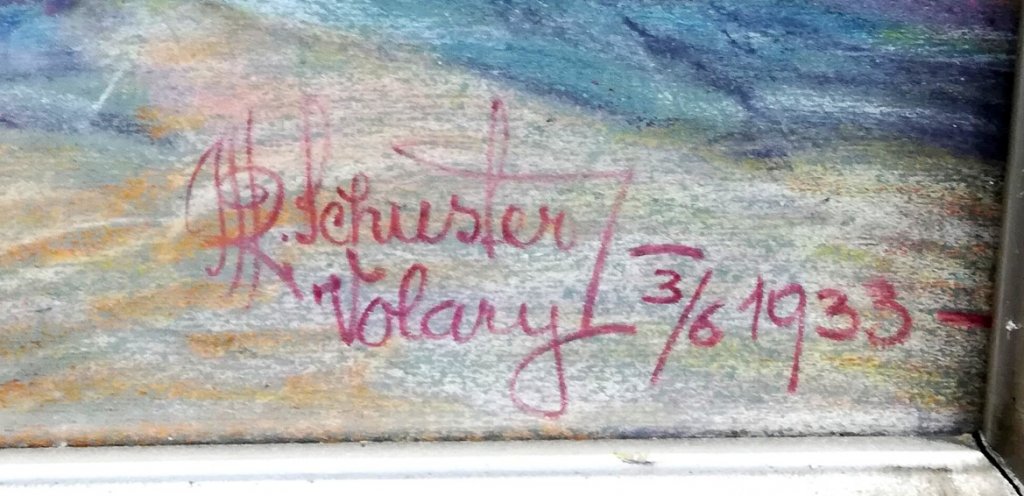 R. Schuster
Volary 3/6 1933 -